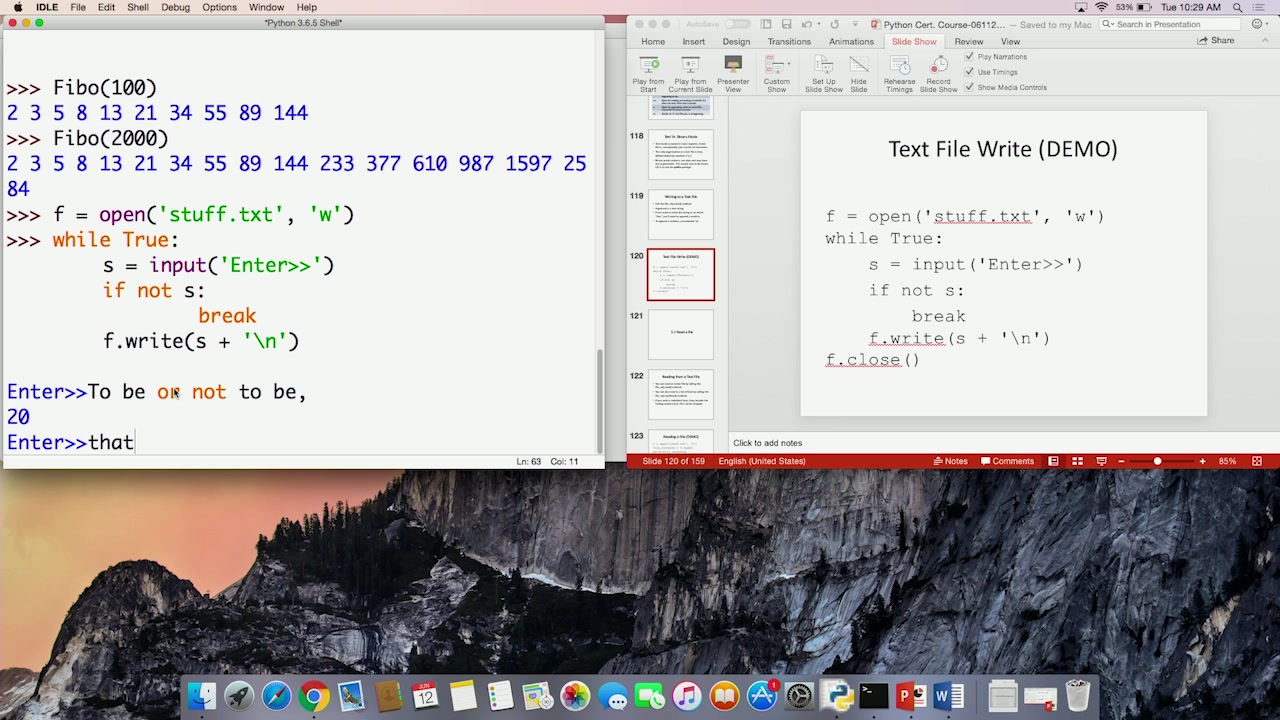 IDLE File Edit Shell Debug Options Window Help
53% Tue 10:29 AM
*Python 3.6.5 Shell*
>>> Fibo(100)
2 3 5 8 13 21 34 55 89 144
>>> Fibo(2000)
2 3 5 8 13 21 34 55 89 144 233 377 610 987 1597 25
84
>>> f = open('stuff.txt', 'w')
>>> while True:
s = input('Enter>>')
if not s:
break
f.write(s + '\n')
Enter>>To be or not to be,
20
Enter>>that
Ln: 63 Col: 11
AutoSave
Python Cert. Course-06112... — Saved to my Mac
Search in Presentation
Home Insert Design Transitions Animations Slide Show Review View
Share
Play from Start
Play from Current Slide
Presenter View
Custom Show
Set Up Slide Show
Hide Slide
Rehearse Timings
Record Slide Show
Play Narrations
Use Timings
Show Media Controls
118
Text Vs. Binary Mode
119
Writing to a Text File
120
Text File Write (DEMO)
121
122
Reading from a Text File
123
Reading a file (DEMO)
Text File Write (DEMO)
f = open('stuff.txt', 'w')
while True:
s = input('Enter>>')
if not s:
break
f.write(s + '\n')
f.close()
Click to add notes
Slide 120 of 159 English (United States)
Notes Comments
85%
JUN
12
1